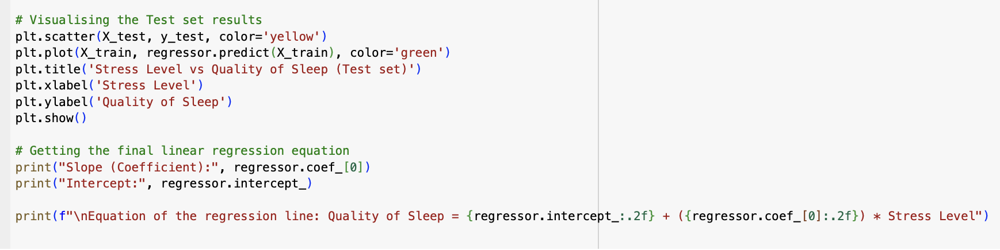 # Visualising the Test set results
plt.scatter(X_test, y_test, color='yellow')
plt.plot(X_train, regressor.predict(X_train), color='green')
plt.title('Stress Level vs Quality of Sleep (Test set)')
plt.xlabel('Stress Level')
plt.ylabel('Quality of Sleep')
plt.show()
# Getting the final linear regression equation
print("Slope (Coefficient):", regressor.coef_[0])
print("Intercept:", regressor.intercept_)
print(f"\nEquation of the regression line: Quality of Sleep = {regressor.intercept_:.2f} + ({regressor.coef_[0]:.2f}) * Stress Level")